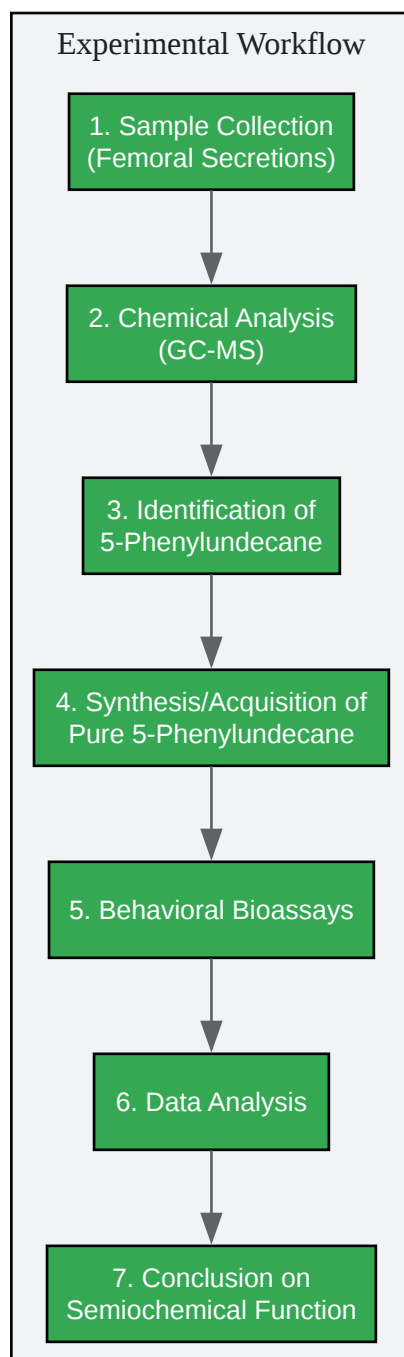 Experimental Workflow
1. Sample Collection
(Femoral Secretions)
2. Chemical Analysis
(GC-MS)
3. Identification of
5-Phenylundecane
4. Synthesis/Acquisition of
Pure 5-Phenylundecane
5. Behavioral Bioassays
6. Data Analysis
7. Conclusion on
Semiochemical Function